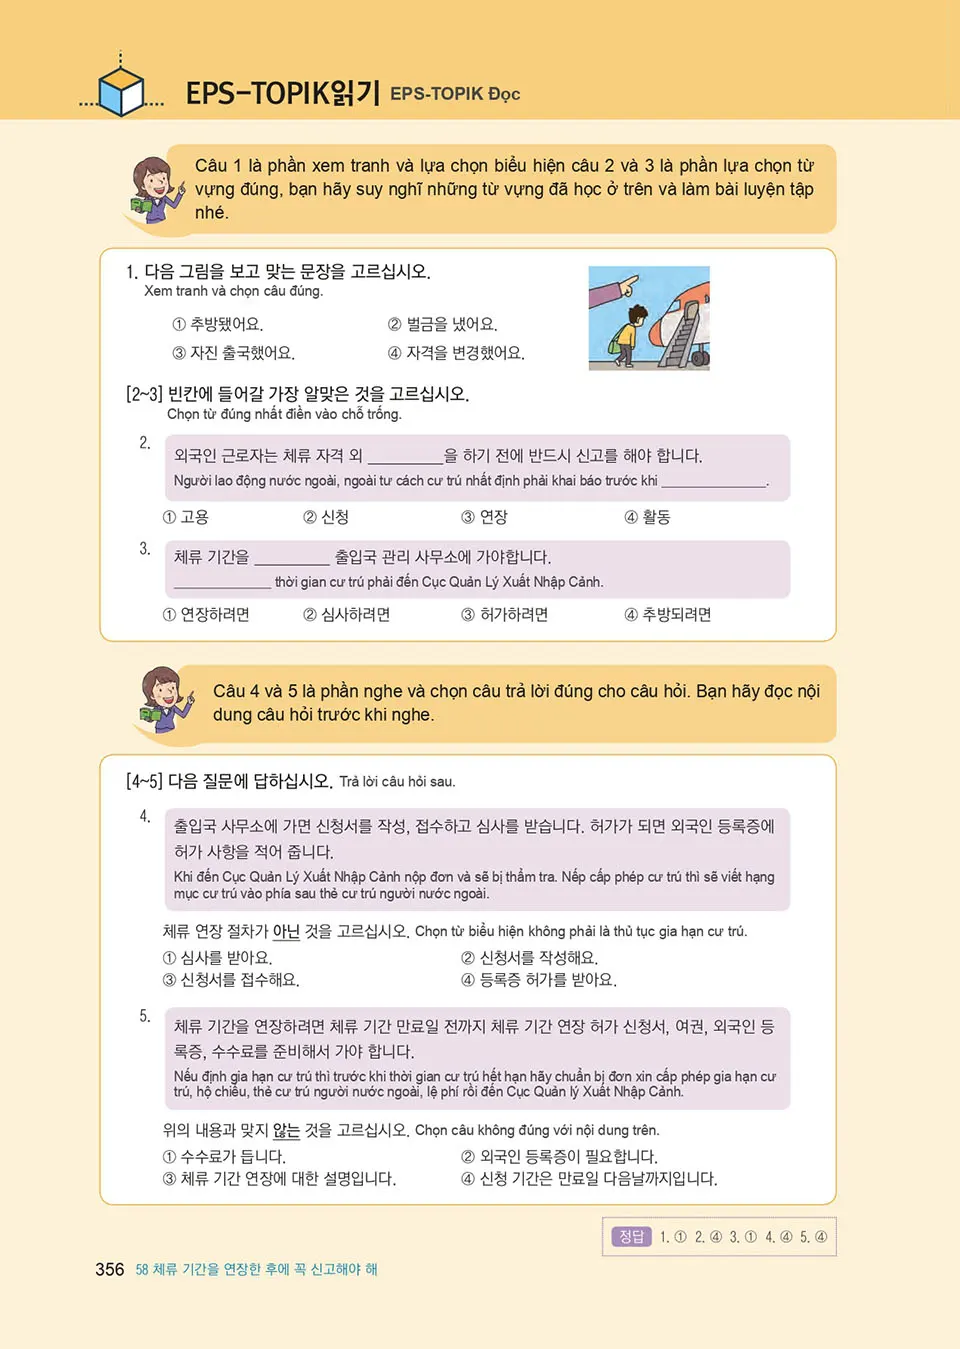 EPS-TOPIK읽기 EPS-TOPIK Đọc
Câu 1 là phần xem tranh và lựa chọn biểu hiện câu 2 và 3 là phần lựa chọn từ
vựng đúng, bạn hãy suy nghĩ những từ vựng đã học ở trên và làm bài luyện tập
nhé.
1. 다음 그림을 보고 맞는 문장을 고르십시오.
Xem tranh và chọn câu đúng.
① 추방됐어요. ② 벌금을 냈어요.
③ 자진 출국했어요. ④ 자격을 변경했어요.
[2~3] 빈칸에 들어갈 가장 알맞은 것을 고르십시오.
Chọn từ đúng nhất điền vào chỗ trống.
2. 외국인 근로자는 체류 자격 외 __________을 하기 전에 반드시 신고를 해야 합니다.
Người lao động nước ngoài, ngoài tư cách cư trú nhất định phải khai báo trước khi ______________.
① 고용 ② 신청 ③ 연장 ④ 활동
3. 체류 기간을 __________ 출입국 관리 사무소에 가야합니다.
_____________ thời gian cư trú phải đến Cục Quản Lý Xuất Nhập Cảnh.
① 연장하려면 ② 심사하려면 ③ 허가하려면 ④ 추방되려면
Câu 4 và 5 là phần nghe và chọn câu trả lời đúng cho câu hỏi. Bạn hãy đọc nội
dung câu hỏi trước khi nghe.
[4~5] 다음 질문에 답하십시오. Trả lời câu hỏi sau.
4. 출입국 사무소에 가면 신청서를 작성, 접수하고 심사를 받습니다. 허가가 되면 외국인 등록증에
허가 사항을 적어 줍니다.
Khi đến Cục Quản Lý Xuất Nhập Cảnh nộp đơn và sẽ bị thẩm tra. Nếp cấp phép cư trú thì sẽ viết hạng
mục cư trú vào phía sau thẻ cư trú người nước ngoài.
체류 연장 절차가 아닌 것을 고르십시오. Chọn từ biểu hiện không phải là thủ tục gia hạn cư trú.
① 심사를 받아요. ② 신청서를 작성해요.
③ 신청서를 접수해요. ④ 등록증 허가를 받아요.
5. 체류 기간을 연장하려면 체류 기간 만료일 전까지 체류 기간 연장 허가 신청서, 여권, 외국인 등
록증, 수수료를 준비해서 가야 합니다.
Nếu định gia hạn cư trú thì trước khi thời gian cư trú hết hạn hãy chuẩn bị đơn xin cấp phép gia hạn cư
trú, hộ chiếu, thẻ cư trú người nước ngoài, lệ phí rồi đến Cục Quản lý Xuất Nhập Cảnh.
위의 내용과 맞지 않는 것을 고르십시오. Chọn câu không đúng với nội dung trên.
① 수수료가 듭니다. ② 외국인 등록증이 필요합니다.
③ 체류 기간 연장에 대한 설명입니다. ④ 신청 기간은 만료일 다음날까지입니다.
정답 1. ① 2. ④ 3. ① 4. ④ 5. ④
356 58 체류 기간을 연장한 후에 꼭 신고해야 해